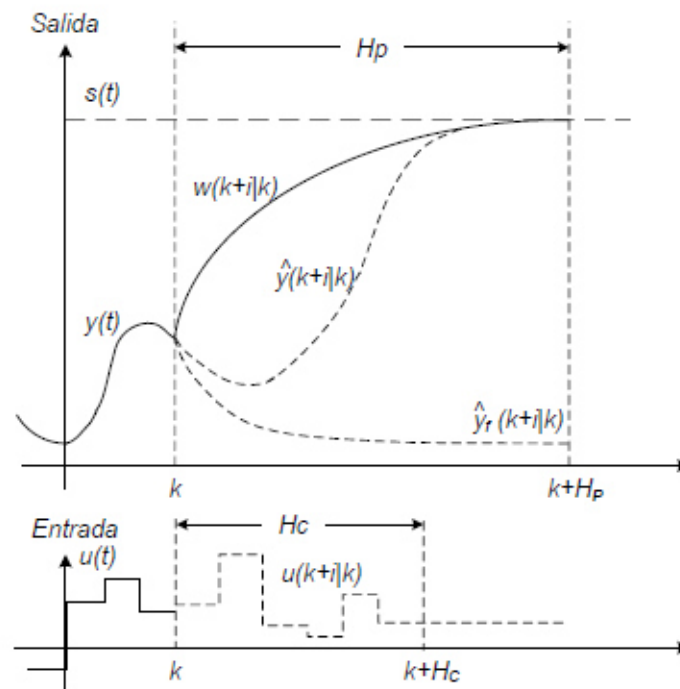 Salida
Hp
s(t)
w(k+i|k)
ŷ(k+i|k)
y(t)
ŷf (k+i|k)
k
k+HP
Entrada
Hc
u(t)
u(k+i|k)
k
k+HC